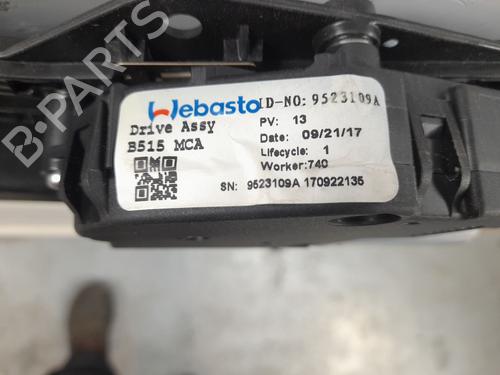 Webasto
ID-NO: 9523109A
Drive Assy
B515 MCA
PV: 13
Date: 09/21/17
Lifecycle: 1
Worker:740
SN: 9523109A 170922135
B PARTS